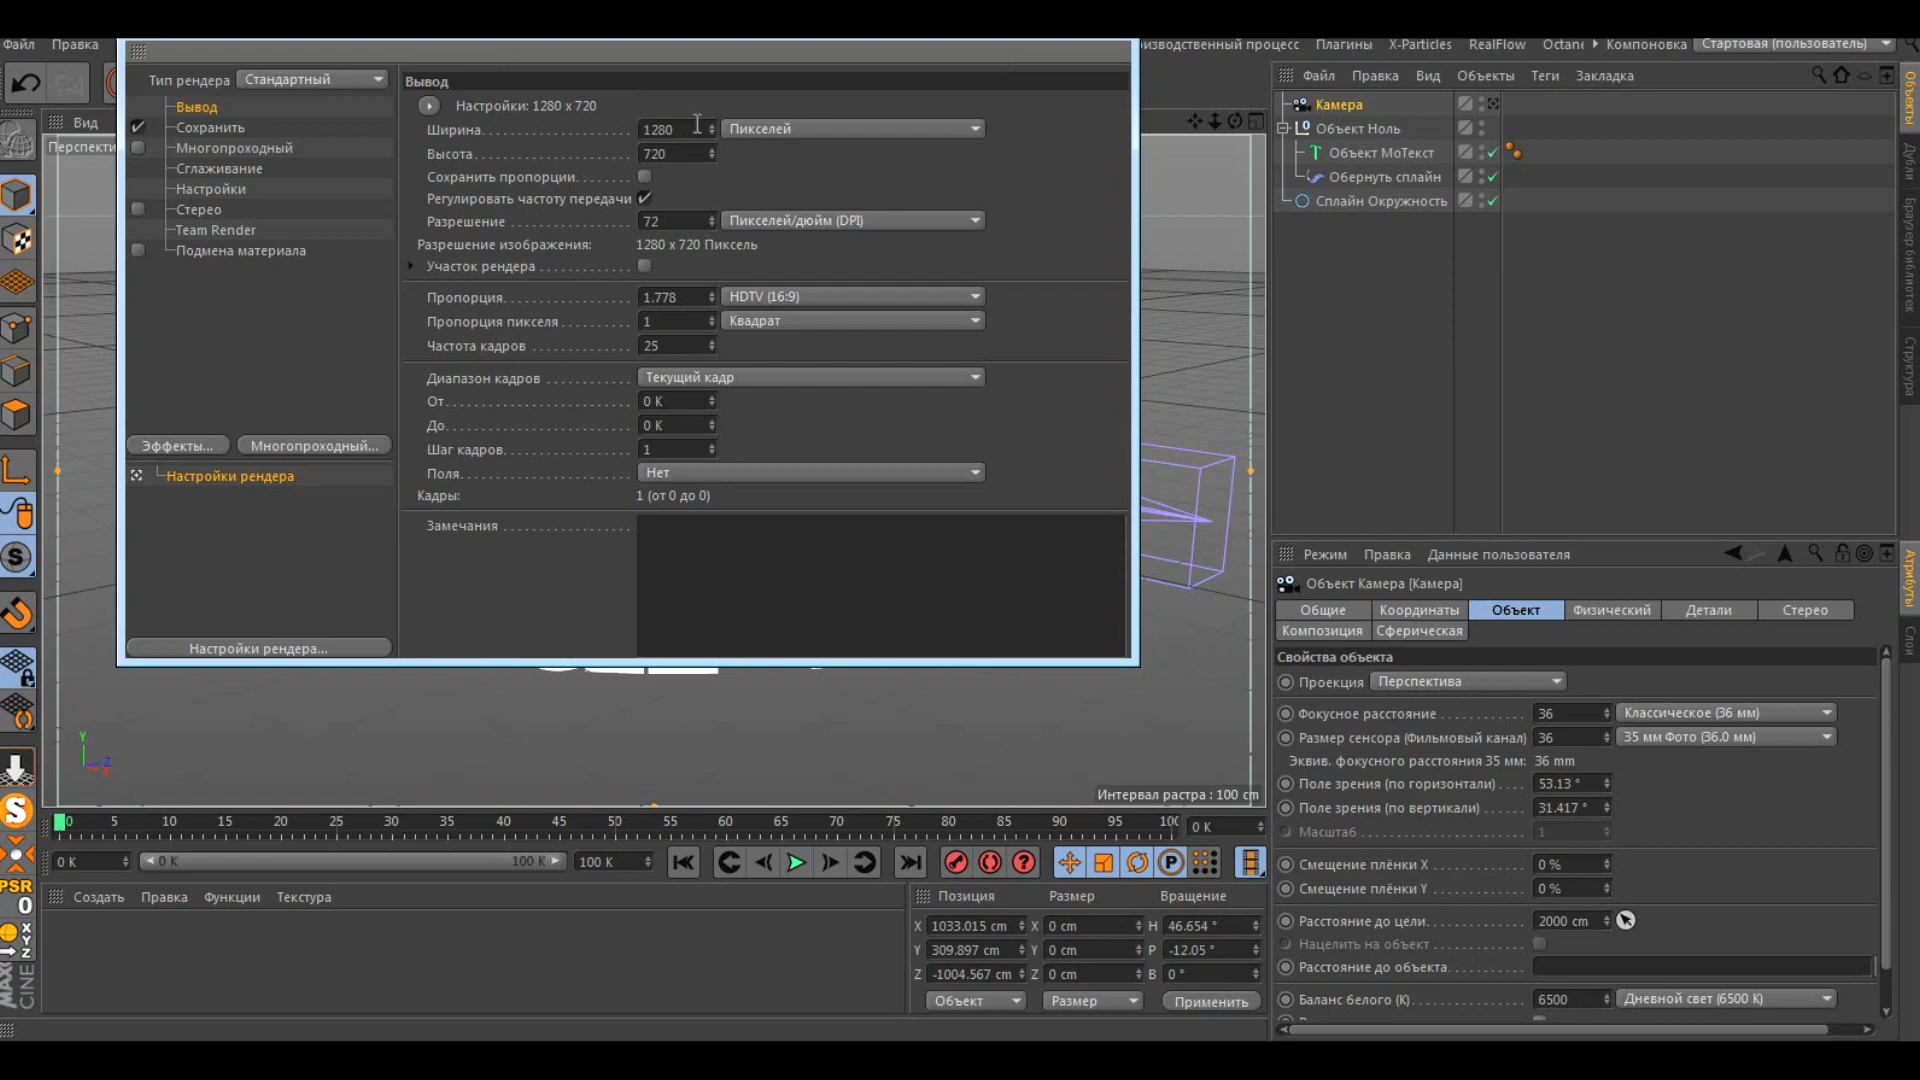 Файл Правка
изводственный процесс Плагины X-Particles RealFlow Octane Компоновка Стартовая (пользователь)
Вид
Перспекти
Тип рендера Стандартный
Вывод
Сохранить
Многопроходный
Сглаживание
Настройки
Стерео
Team Render
Подмена материала
Эффекты... Многопроходный...
Настройки рендера
Настройки рендера...
Вывод
Настройки: 1280 x 720
Ширина 1280 Пикселей
Высота 720
Сохранить пропорции
Регулировать частоту передачи
Разрешение 72 Пикселей/дюйм (DPI)
Разрешение изображения: 1280 x 720 Пиксель
Участок рендера
Пропорция 1.778 HDTV (16:9)
Пропорция пикселя 1 Квадрат
Частота кадров 25
Диапазон кадров Текущий кадр
От 0 K
До 0 K
Шаг кадров 1
Поля Нет
Кадры: 1 (от 0 до 0)
Замечания
Y
Z
X
Интервал растра : 100 cm
0 5 10 15 20 25 30 35 40 45 50 55 60 65 70 75 80 85 90 95 10 0 K
0 K 0 K 100 K 100 K
PSR
0
X
Y
Z
MAXO
CINE
Создать Правка Функции Текстура
Позиция Размер Вращение
X 1033.015 cm X 0 cm H 46.654 °
Y 309.897 cm Y 0 cm P -12.05 °
Z -1004.567 cm Z 0 cm B 0 °
Объект Размер Применить
Файл Правка Вид Объекты Теги Закладка
Камера
Объект Ноль
Объект МоТекст
Обернуть сплайн
Сплайн Окружность
Объекты
Дубли
Браузер библиотек
Структура
Режим Правка Данные пользователя
Объект Камера [Камера]
Общие Координаты Объект Физический Детали Стерео
Композиция Сферическая
Свойства объекта
Проекция Перспектива
Фокусное расстояние 36 Классическое (36 мм)
Размер сенсора (Фильмовый канал) 36 35 мм Фото (36.0 мм)
Эквив. фокусного расстояния 35 мм: 36 mm
Поле зрения (по горизонтали) 53.13 °
Поле зрения (по вертикали) 31.417 °
Масштаб 1
Смещение плёнки X 0 %
Смещение плёнки Y 0 %
Расстояние до цели 2000 cm
Нацелить на объект
Расстояние до объекта
Баланс белого (K) 6500 Дневной свет (6500 K)
Атрибуты
Слои